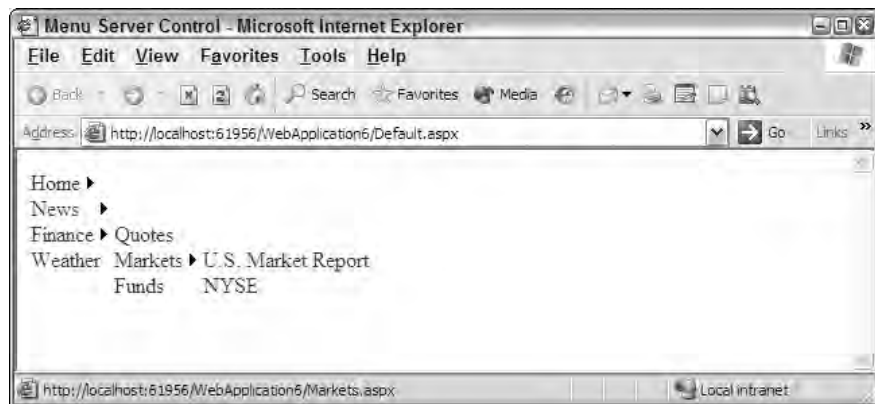 Menu Server Control - Microsoft Internet Explorer
File Edit View Favorites Tools Help
Back Search Favorites Media
Address http://localhost:61956/WebApplication6/Default.aspx Go Links »
Home
News
Finance Quotes
Weather Markets U.S. Market Report
Funds NYSE
http://localhost:61956/WebApplication6/Markets.aspx Local intranet